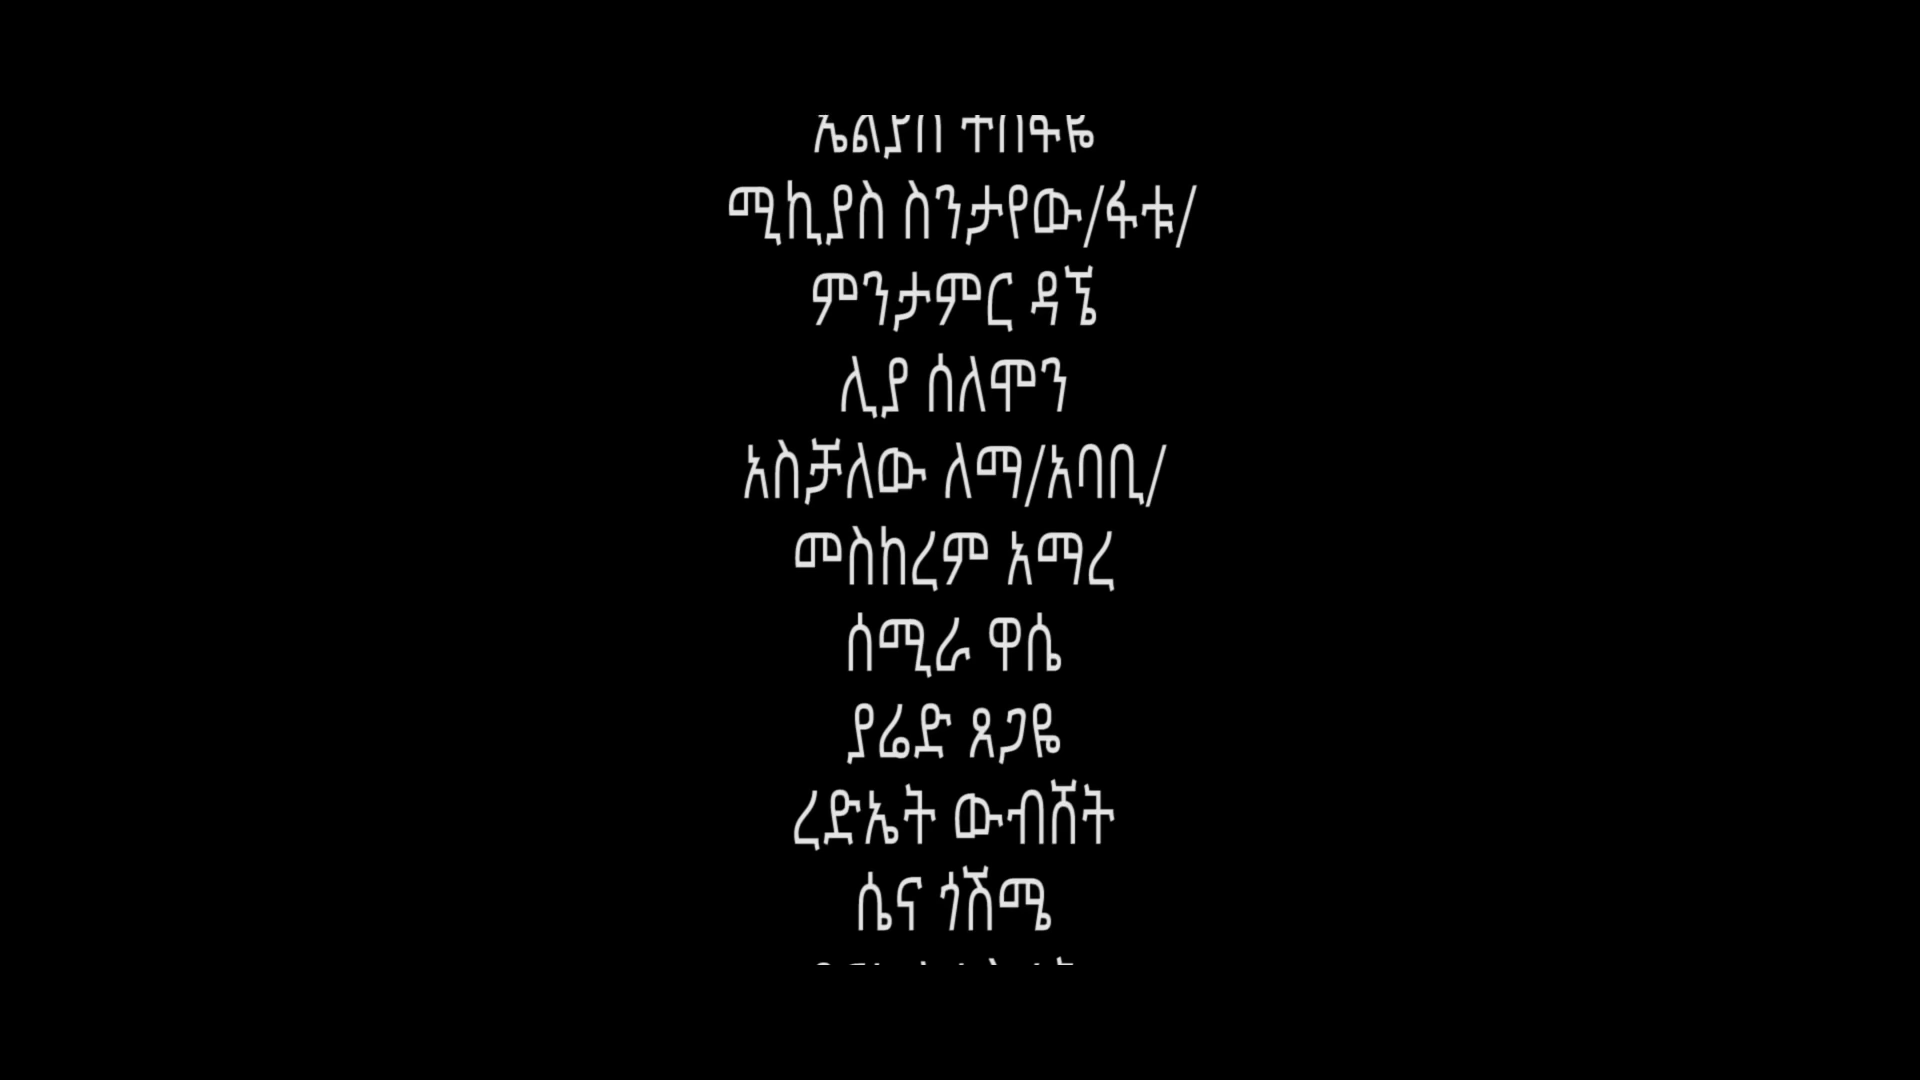 ኤልያስ ተስፋዬ
ሚኪያስ ስንታየው/ፋቱ/
ምንታምር ዳኜ
ሊያ ሰለሞን
አስቻለው ለማ/አባቢ/
መስከረም አማረ
ሰሚራ ዋሴ
ያሬድ ጸጋዬ
ረድኤት ውብሸት
ሴና ጎሽሜ